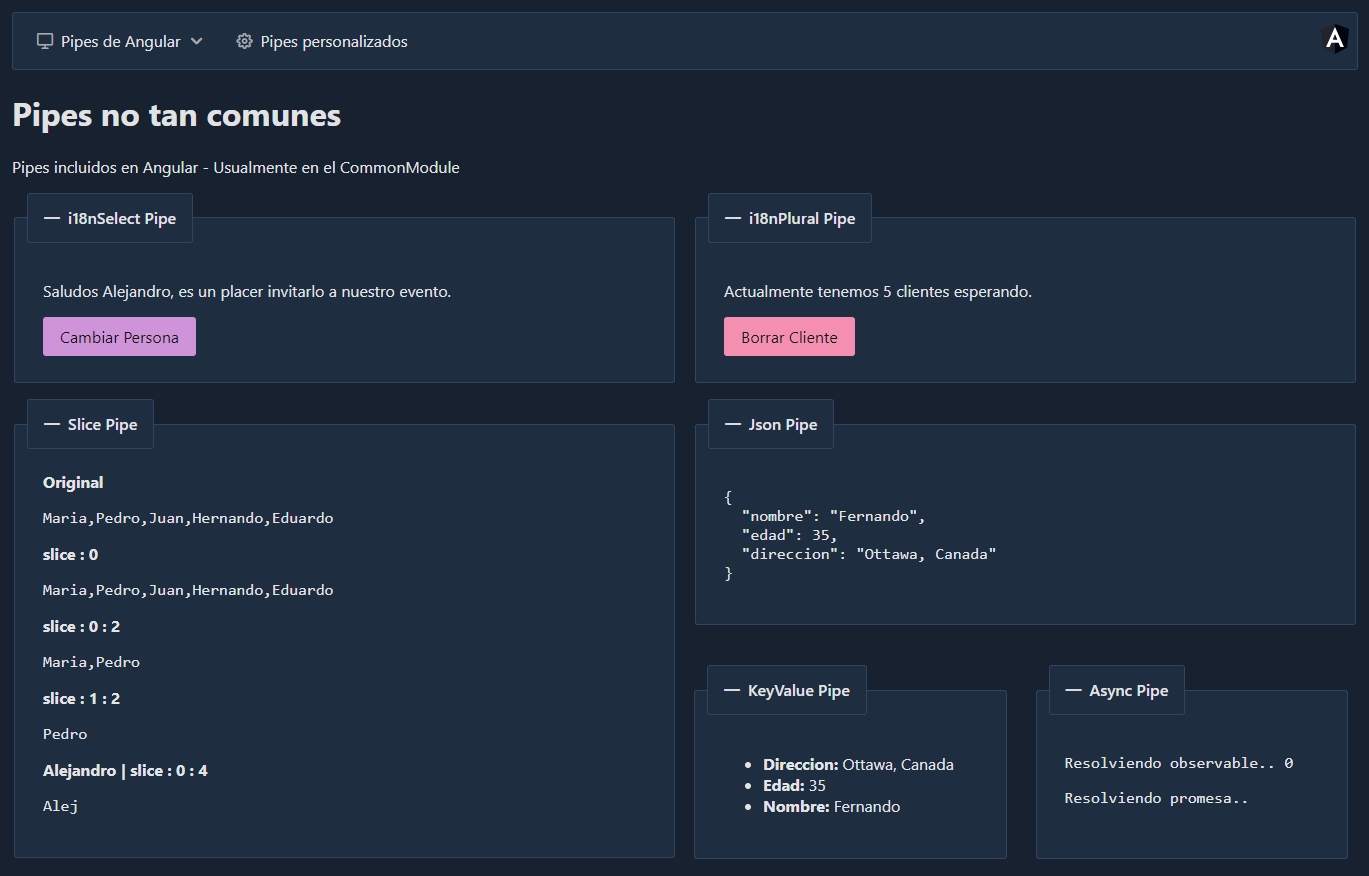 Pipes de Angular
Pipes personalizados
A
Pipes no tan comunes
Pipes incluidos en Angular - Usualmente en el CommonModule
— i18nSelect Pipe
Saludos Alejandro, es un placer invitarlo a nuestro evento.
Cambiar Persona
— i18nPlural Pipe
Actualmente tenemos 5 clientes esperando.
Borrar Cliente
— Slice Pipe
Original
Maria,Pedro,Juan,Hernando,Eduardo
slice : 0
Maria,Pedro,Juan,Hernando,Eduardo
slice : 0 : 2
Maria,Pedro
slice : 1 : 2
Pedro
Alejandro | slice : 0 : 4
Alej
— Json Pipe
{
  "nombre": "Fernando",
  "edad": 35,
  "direccion": "Ottawa, Canada"
}
— KeyValue Pipe
• Direccion: Ottawa, Canada
• Edad: 35
• Nombre: Fernando
— Async Pipe
Resolviendo observable.. 0
Resolviendo promesa..